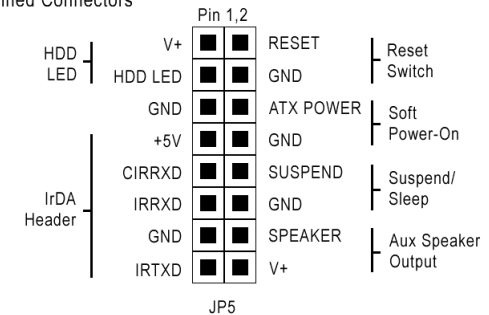 Connectors
Pin 1,2
HDD
LED
V+ RESET
HDD LED GND
Reset
Switch
GND ATX POWER
+5V GND
Soft
Power-On
IrDA
Header
CIRRXD SUSPEND
IRRXD GND
Suspend/
Sleep
GND SPEAKER
IRTXD V+
Aux Speaker
Output
JP5